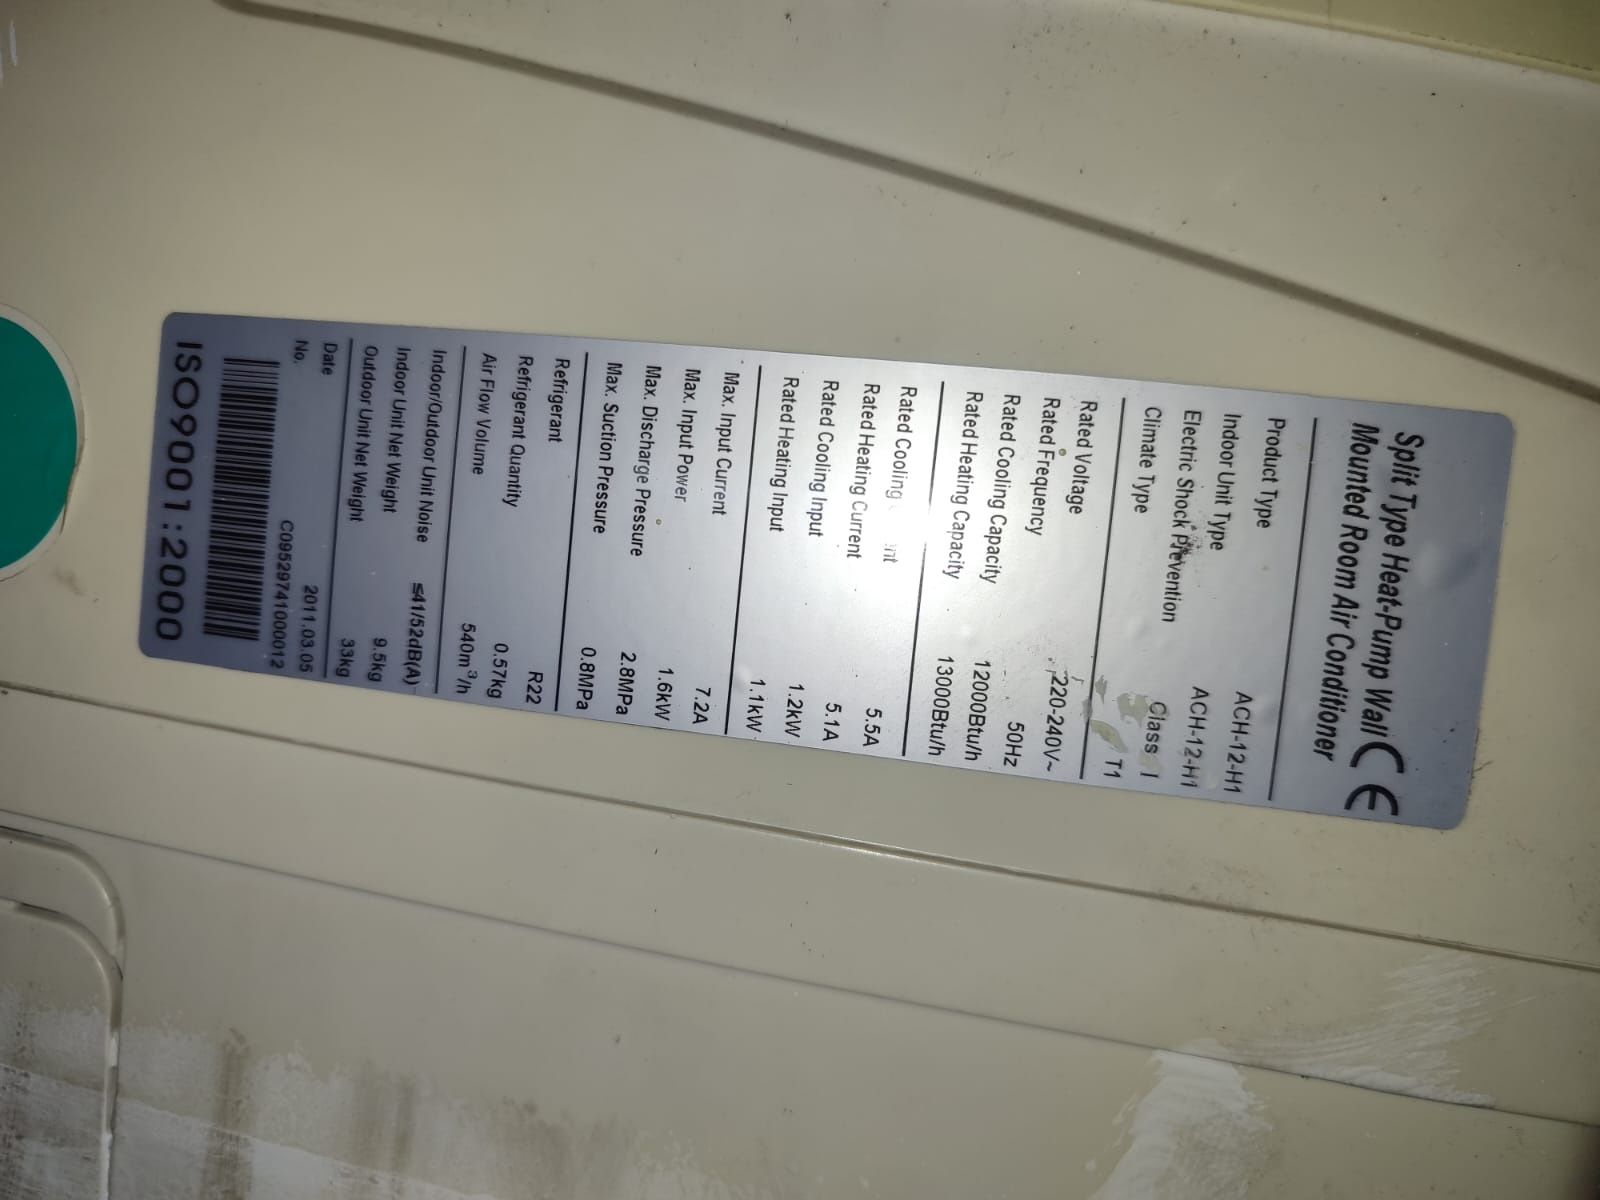 Split Type Heat-Pump Wall
Mounted Room Air Conditioner CE
Product Type ACH-12-H1
Indoor Unit Type ACH-12-H1
Electric Shock Prevention Class I
Climate Type T1
Rated Voltage 220-240V~
Rated Frequency 50Hz
Rated Cooling Capacity 12000Btu/h
Rated Heating Capacity 13000Btu/h
Rated Cooling 5.5A
Rated Heating Current 5.1A
Rated Cooling Input 1.2kW
Rated Heating Input 1.1kW
Max. Input Current 7.2A
Max. Input Power 1.6kW
Max. Discharge Pressure 2.8MPa
Max. Suction Pressure 0.8MPa
Refrigerant R22
Refrigerant Quantity 0.57kg
Air Flow Volume 540m³/h
Indoor/Outdoor Unit Noise ≤41/52dB(A)
Indoor Unit Net Weight 9.5kg
Outdoor Unit Net Weight 33kg
Date 2011.03.05
No. C095297410000012
ISO9001:2000